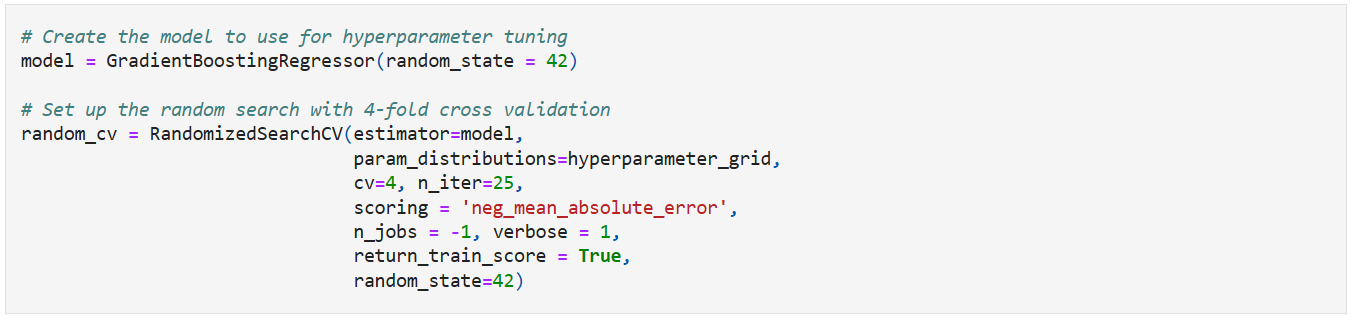 # Create the model to use for hyperparameter tuning
model = GradientBoostingRegressor(random_state = 42)
# Set up the random search with 4-fold cross validation
random_cv = RandomizedSearchCV(estimator=model,
param_distributions=hyperparameter_grid,
cv=4, n_iter=25,
scoring = 'neg_mean_absolute_error',
n_jobs = -1, verbose = 1,
return_train_score = True,
random_state=42)